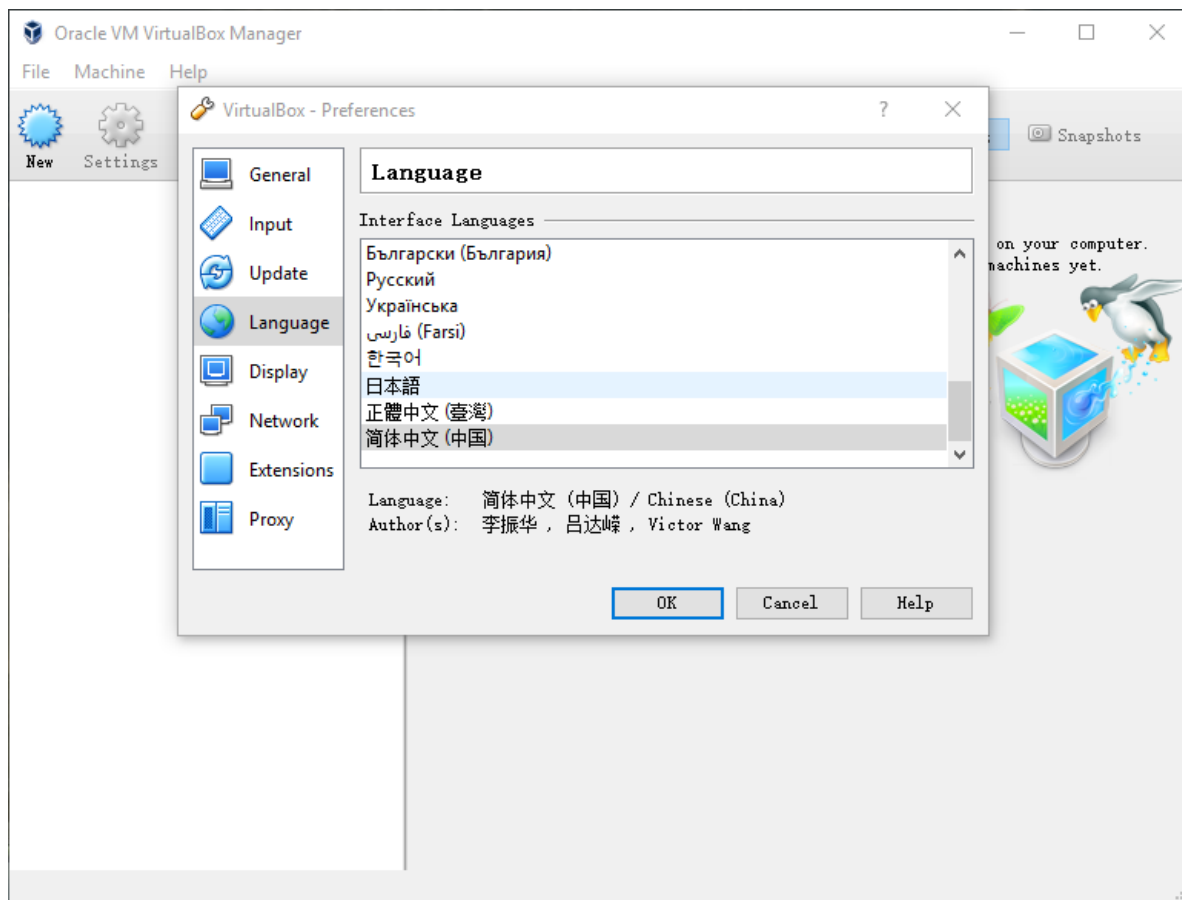 Oracle VM VirtualBox Manager
File Machine Help
New Settings
Snapshots
VirtualBox - Preferences ?
General
Input
Update
Language
Display
Network
Extensions
Proxy
Language
Interface Languages
Български (България)
Русский
Українська
فارسی (Farsi)
한국어
日本語
正體中文 (臺灣)
简体中文 (中国)
Language: 简体中文 (中国) / Chinese (China)
Author(s): 李振华 , 吕达嵘 , Victor Wang
OK Cancel Help
on your computer.
machines yet.